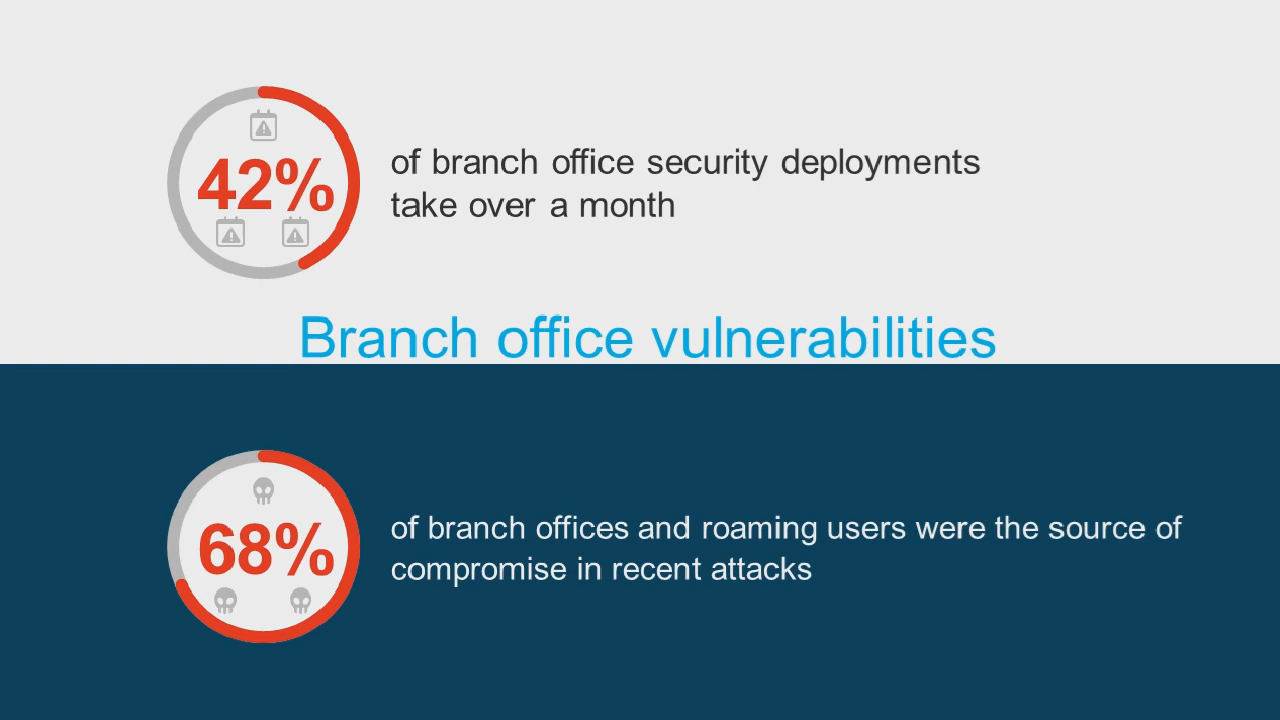 42%
of branch office security deployments
take over a month
Branch office vulnerabilities
68%
of branch offices and roaming users were the source of
compromise in recent attacks